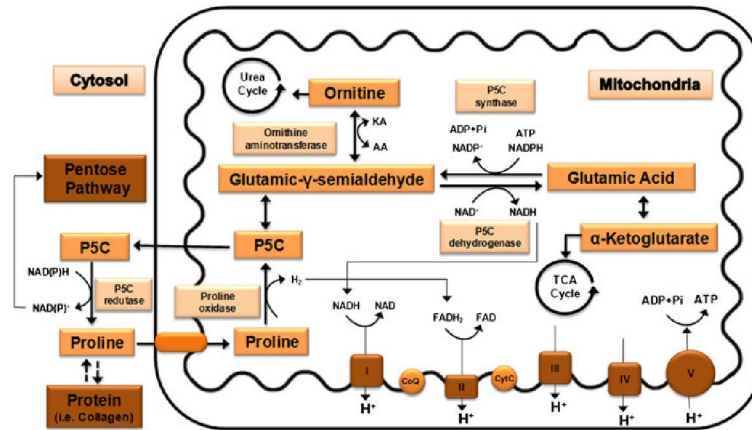 Cytosol
Mitochondria
Urea
Cycle
Ornitine
P5C
synthase
Ornithine
aminotransferase
KA
AA
ADP+Pi
NADP⁺
ATP
NADPH
Pentose
Pathway
Glutamic-γ-semialdehyde
Glutamic Acid
NAD⁺
NADH
P5C
dehydrogenase
P5C
P5C
α-Ketoglutarate
NAD(P)H
NAD(P)⁺
P5C
redutase
Proline
oxidase
H₂
NADH
NAD
FADH₂
FAD
TCA
Cycle
ADP+Pi
ATP
Proline
Proline
I
CoQ
II
CytC
III
IV
V
Protein
(i.e. Collagen)
H⁺
H⁺
H⁺
H⁺
H⁺